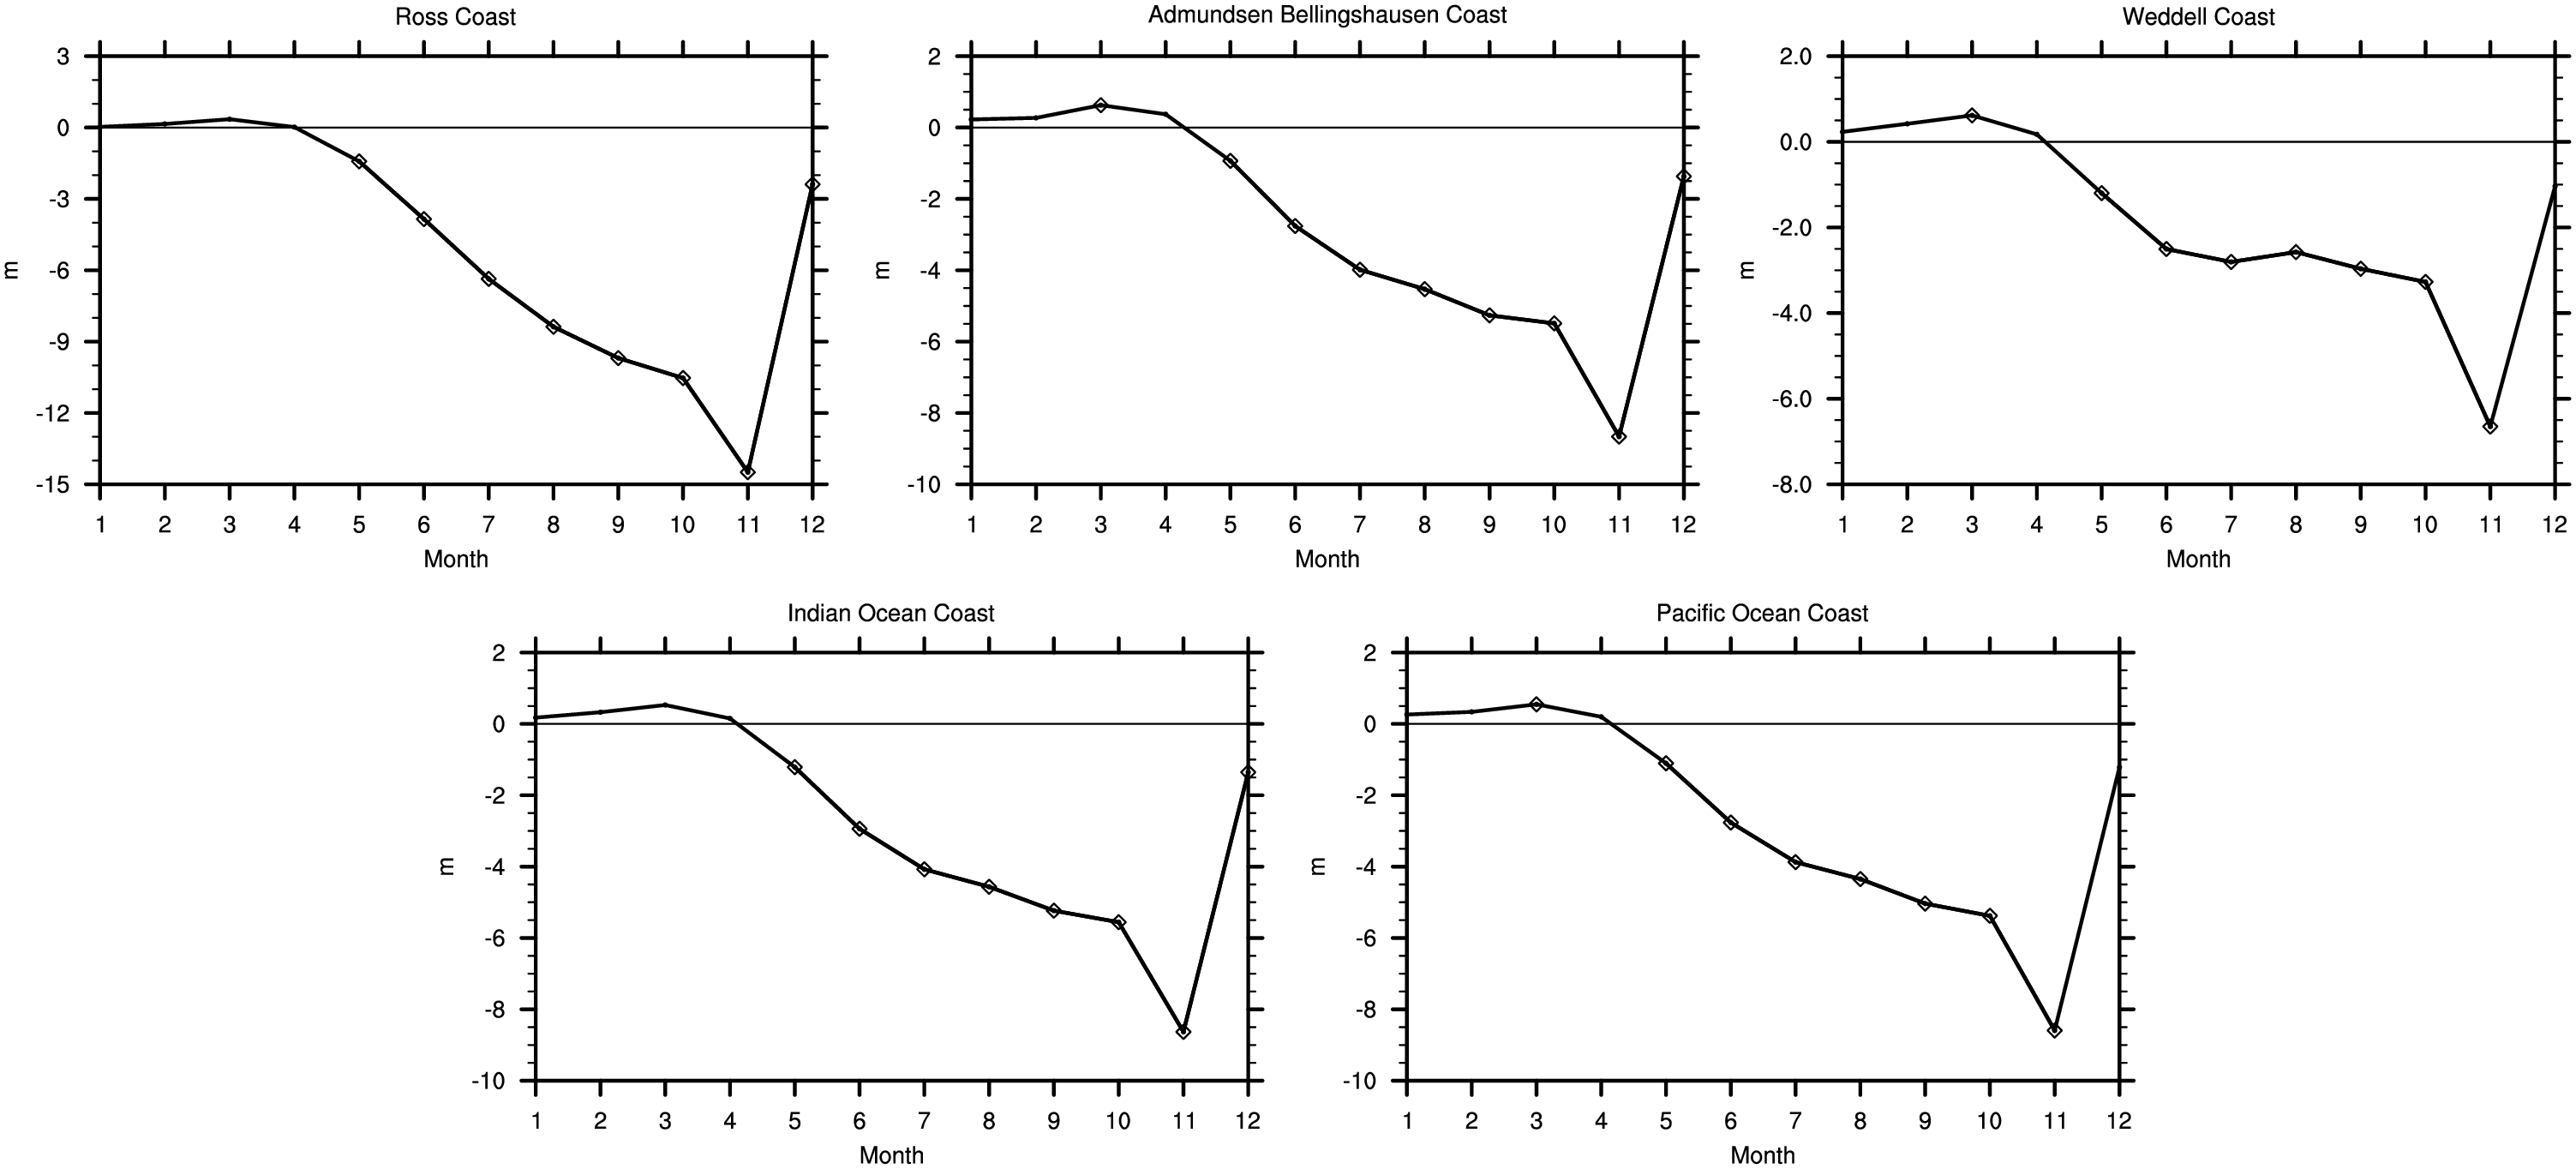 Ross Coast
3
0
-3
-6
-9
-12
-15
m
1 2 3 4 5 6 7 8 9 10 11 12
Month
Admundsen Bellingshausen Coast
2
0
-2
-4
-6
-8
-10
m
1 2 3 4 5 6 7 8 9 10 11 12
Month
Weddell Coast
2.0
0.0
-2.0
-4.0
-6.0
-8.0
m
1 2 3 4 5 6 7 8 9 10 11 12
Month
Indian Ocean Coast
2
0
-2
-4
-6
-8
-10
m
1 2 3 4 5 6 7 8 9 10 11 12
Month
Pacific Ocean Coast
2
0
-2
-4
-6
-8
-10
m
1 2 3 4 5 6 7 8 9 10 11 12
Month